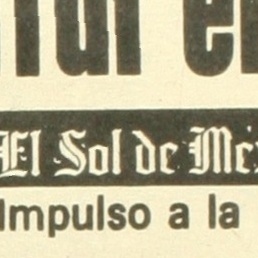 El Sol de Mé
Impulso a la